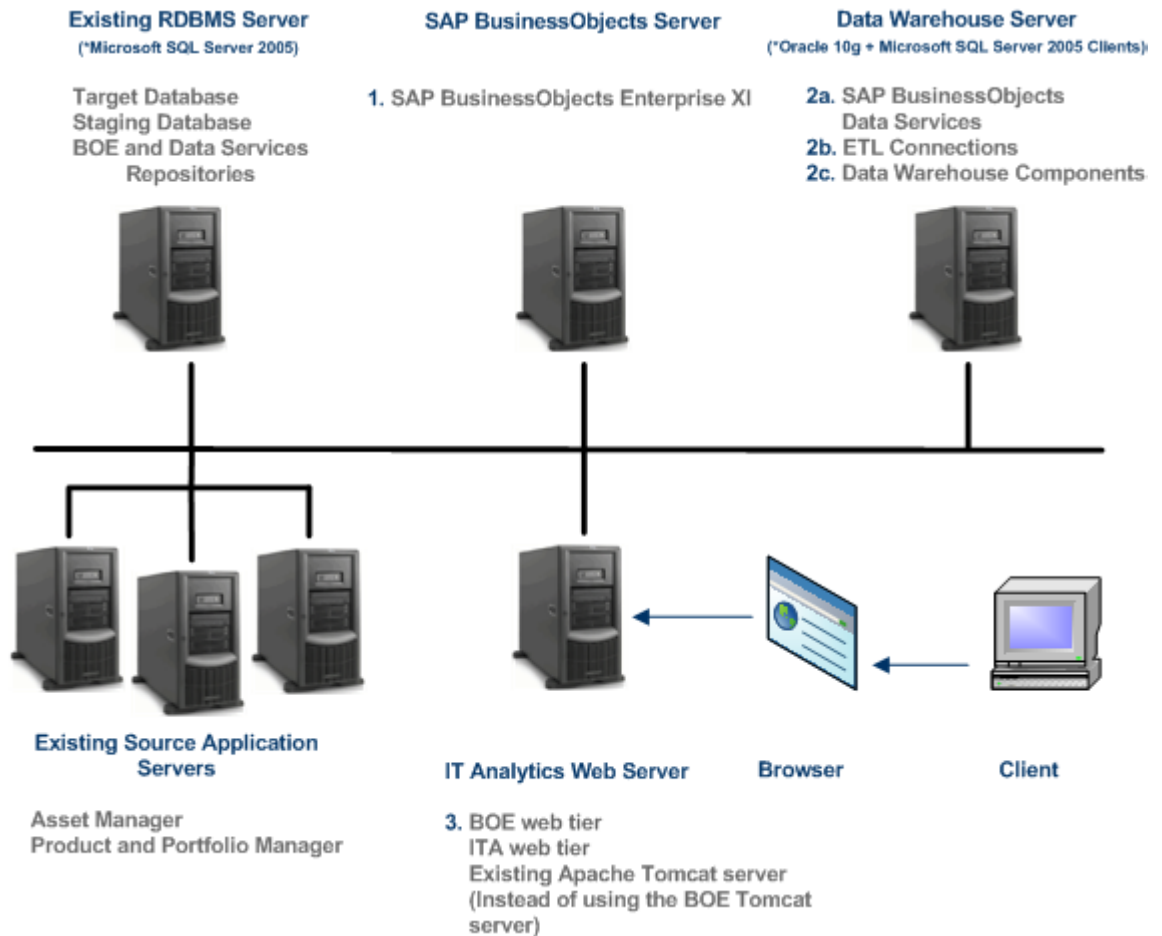 Existing RDBMS Server
(*Microsoft SQL Server 2005)
Target Database
Staging Database
BOE and Data Services
Repositories
SAP BusinessObjects Server
1. SAP BusinessObjects Enterprise XI
Data Warehouse Server
(*Oracle 10g + Microsoft SQL Server 2005 Clients)
2a. SAP BusinessObjects
Data Services
2b. ETL Connections
2c. Data Warehouse Components
Existing Source Application
Servers
Asset Manager
Product and Portfolio Manager
IT Analytics Web Server
3. BOE web tier
ITA web tier
Existing Apache Tomcat server
(Instead of using the BOE Tomcat
server)
Browser
Client